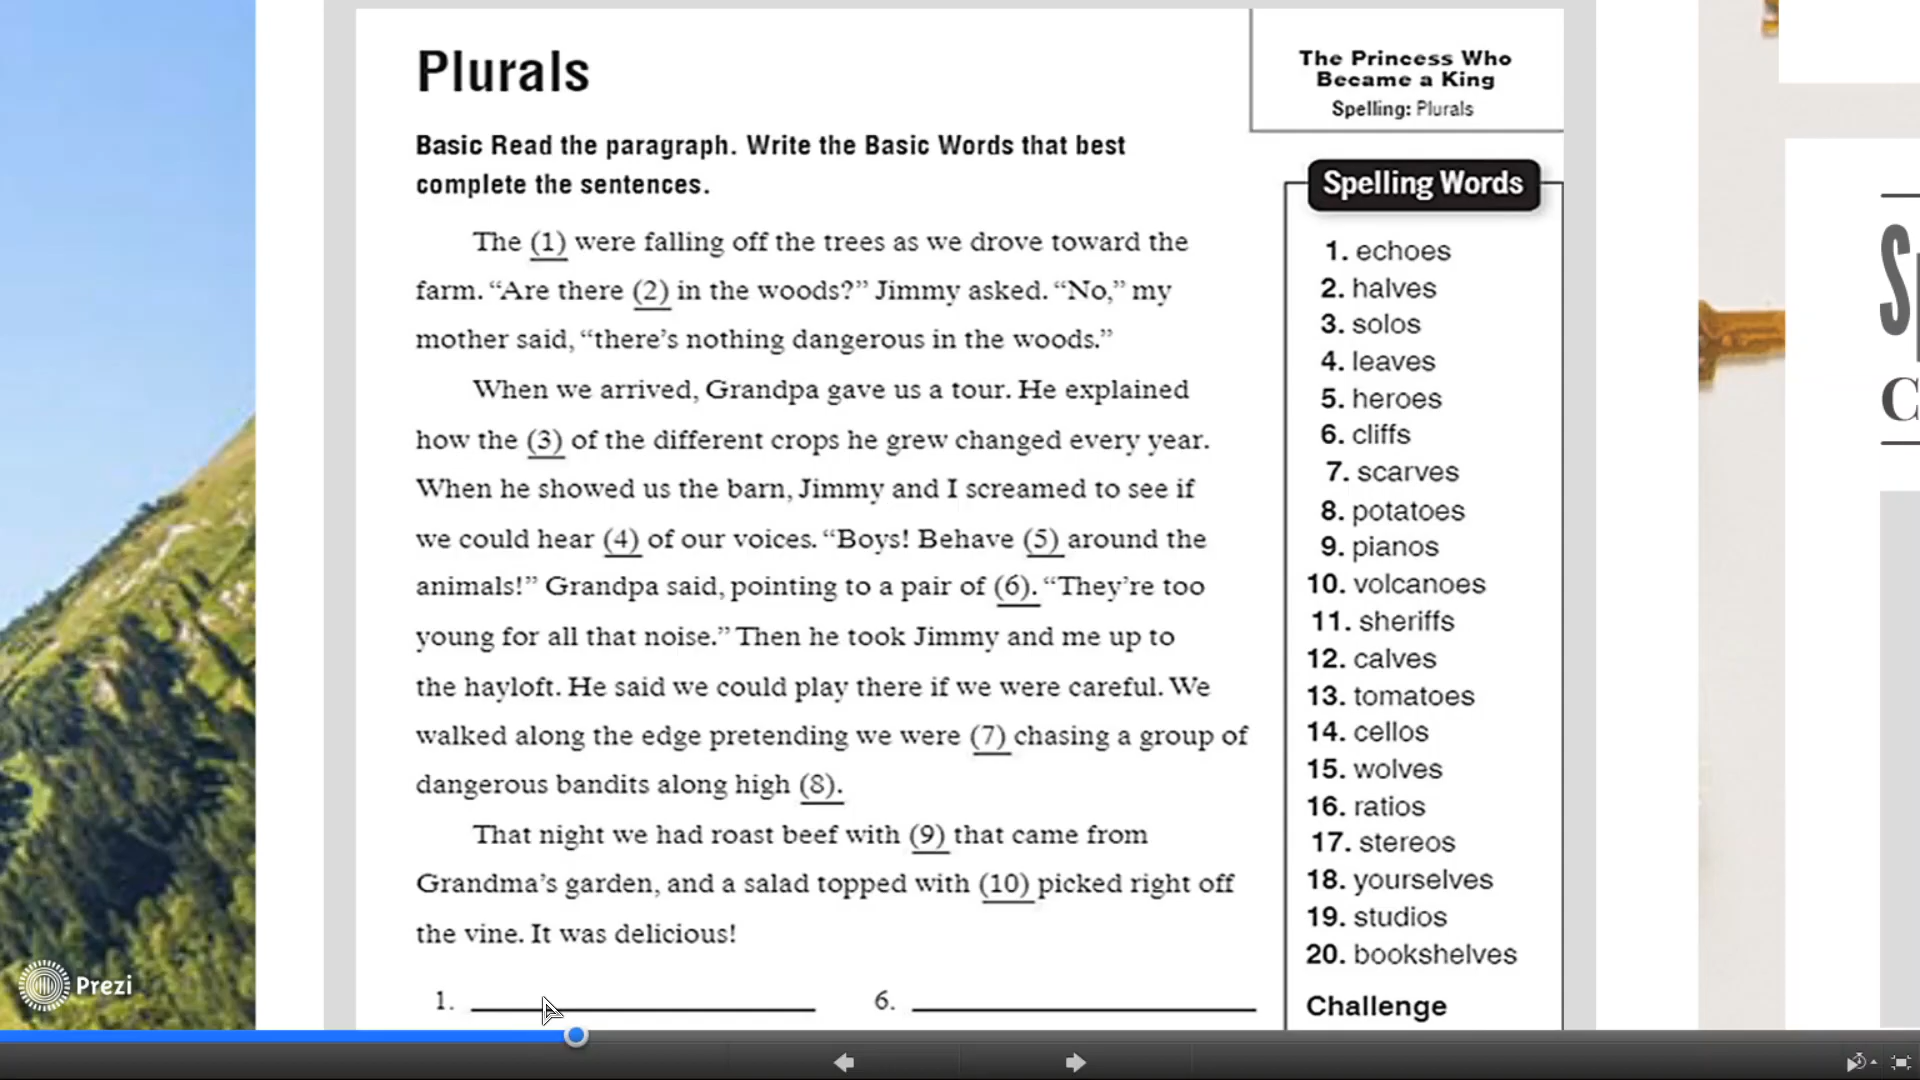 Plurals
The Princess Who
Became a King
Spelling: Plurals
Basic Read the paragraph. Write the Basic Words that best
complete the sentences.
The (1) were falling off the trees as we drove toward the
farm. “Are there (2) in the woods?” Jimmy asked. “No,” my
mother said, “there’s nothing dangerous in the woods.”
When we arrived, Grandpa gave us a tour. He explained
how the (3) of the different crops he grew changed every year.
When he showed us the barn, Jimmy and I screamed to see if
we could hear (4) of our voices. “Boys! Behave (5) around the
animals!” Grandpa said, pointing to a pair of (6). “They’re too
young for all that noise.” Then he took Jimmy and me up to
the hayloft. He said we could play there if we were careful. We
walked along the edge pretending we were (7) chasing a group of
dangerous bandits along high (8).
That night we had roast beef with (9) that came from
Grandma’s garden, and a salad topped with (10) picked right off
the vine. It was delicious!
1.
6.
Spelling Words
1. echoes
2. halves
3. solos
4. leaves
5. heroes
6. cliffs
7. scarves
8. potatoes
9. pianos
10. volcanoes
11. sheriffs
12. calves
13. tomatoes
14. cellos
15. wolves
16. ratios
17. stereos
18. yourselves
19. studios
20. bookshelves
Challenge
Prezi